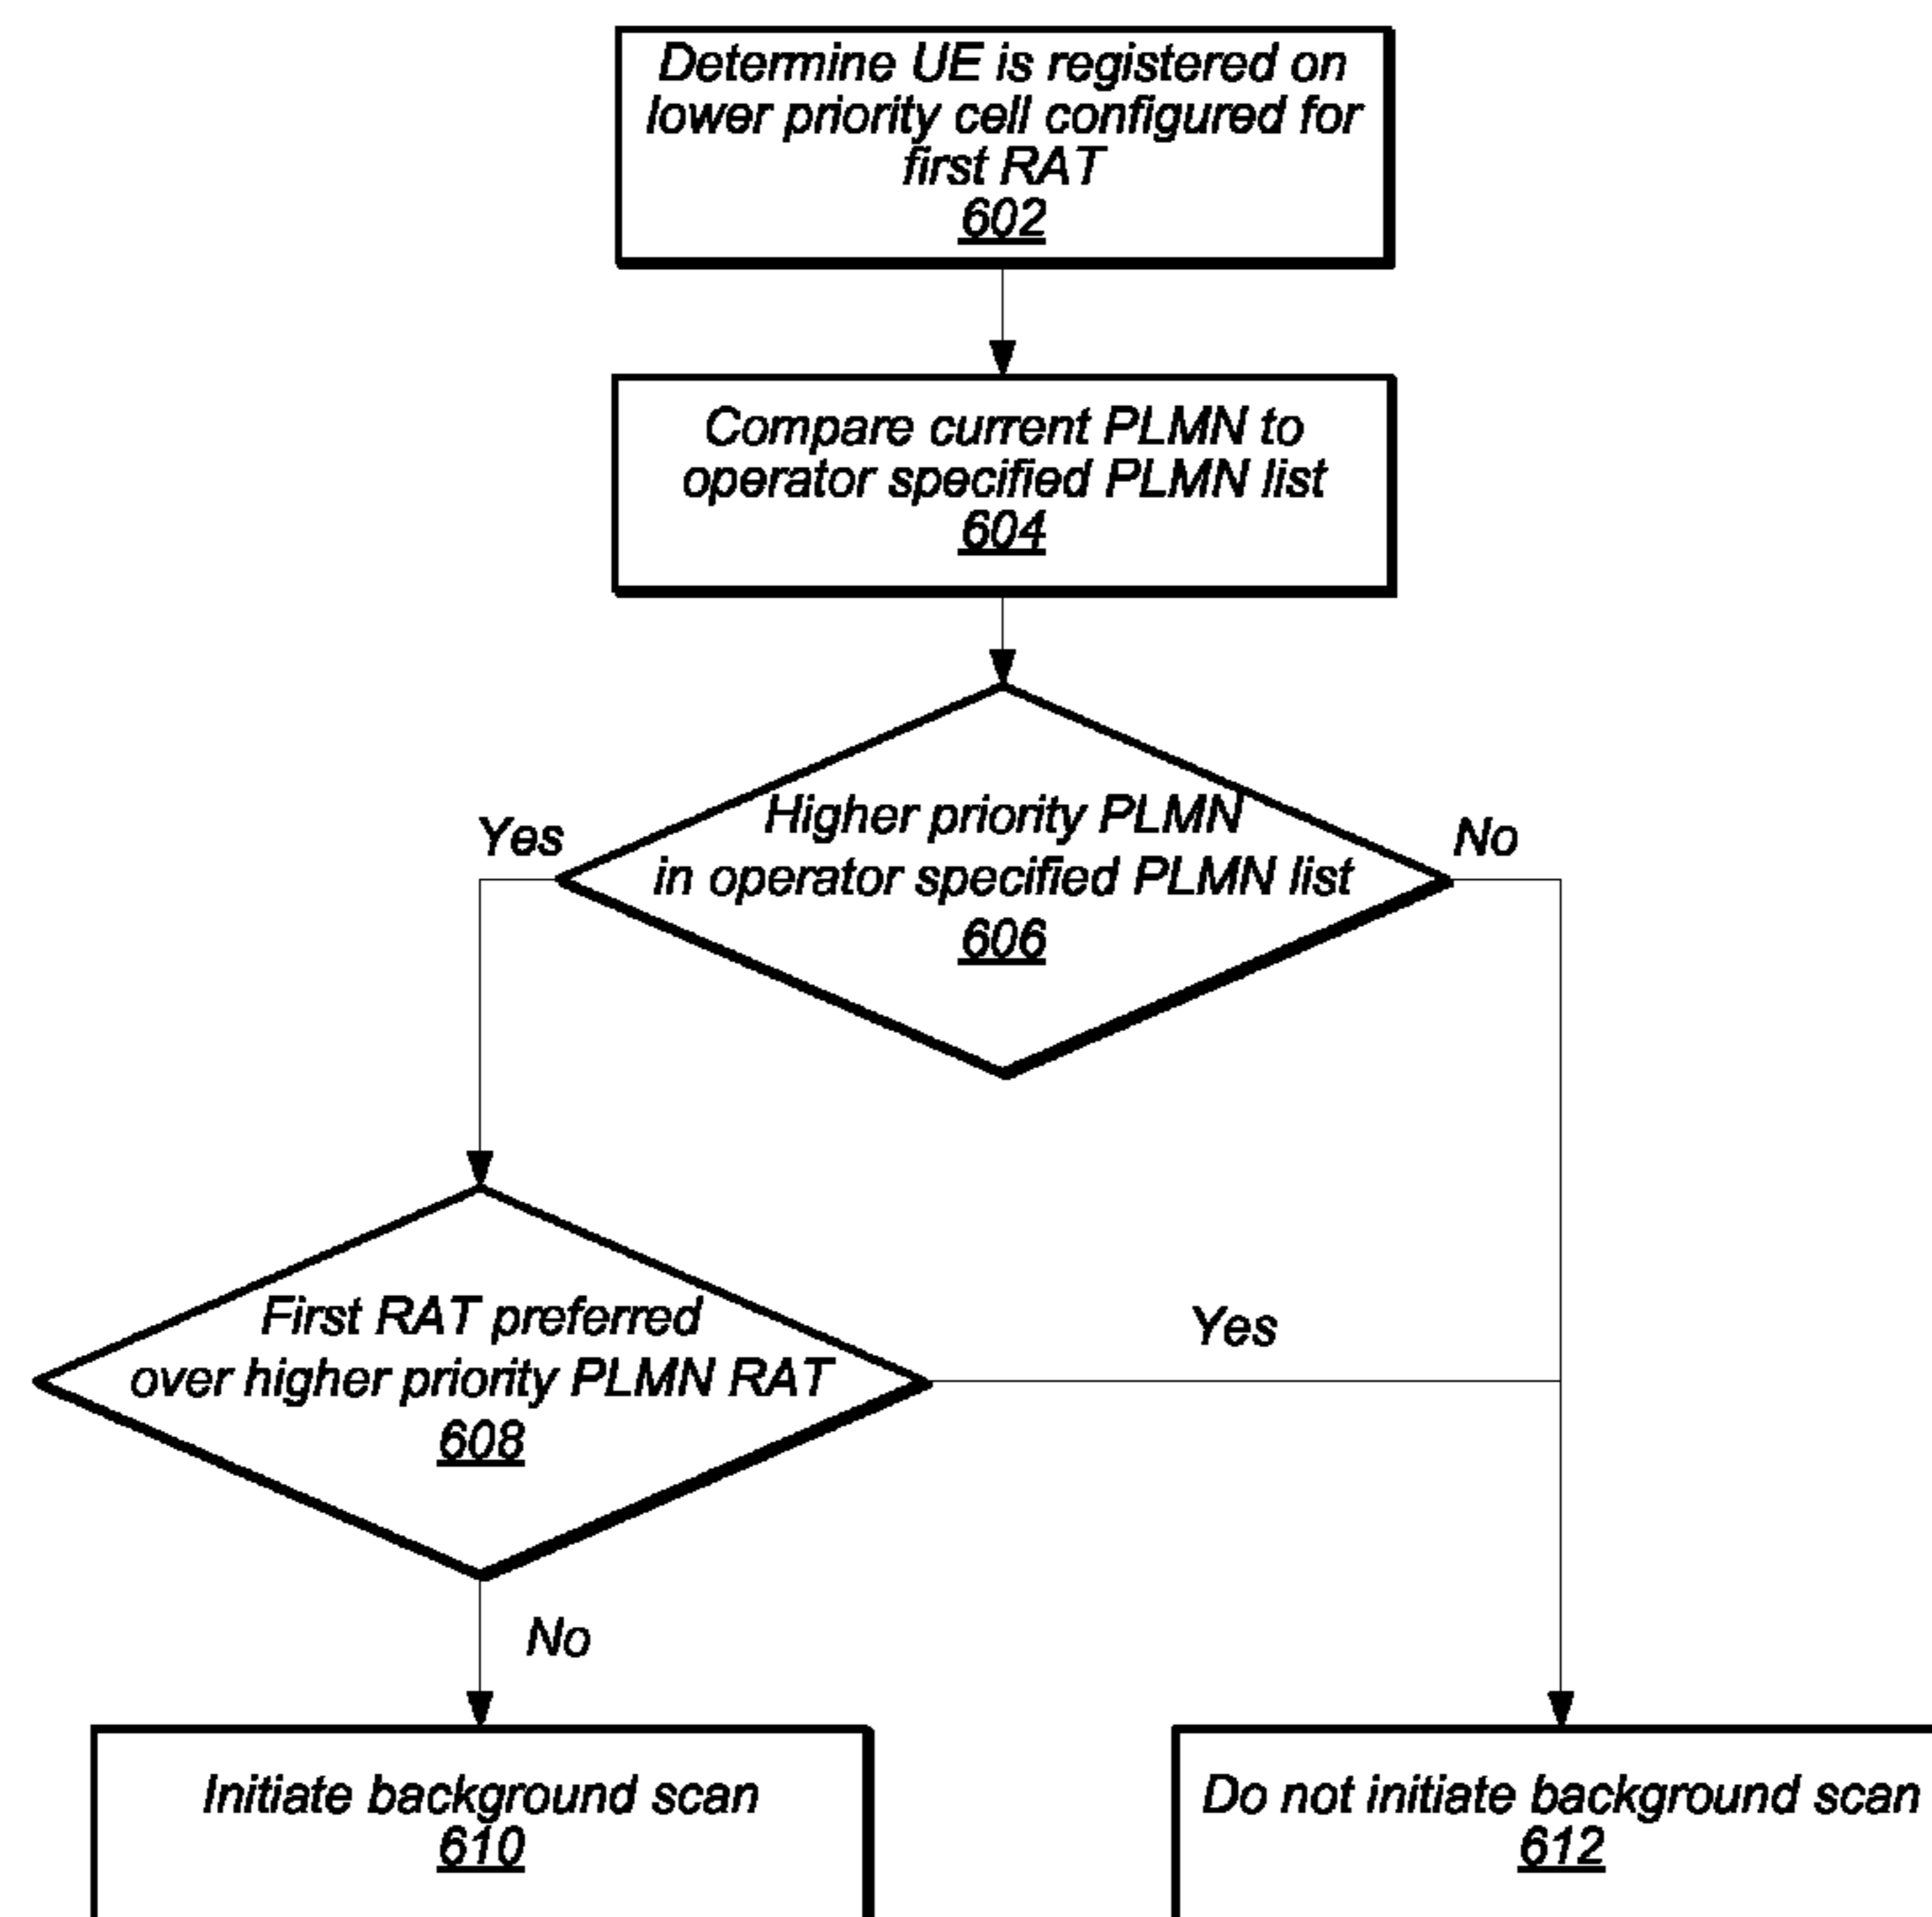 Determine UE is registered on
lower priority cell configured for
first RAT
602
Compare current PLMN to
operator specified PLMN list
604
Higher priority PLMN
in operator specified PLMN list
606
Yes
No
First RAT preferred
over higher priority PLMN RAT
608
Yes
No
Initiate background scan
610
Do not initiate background scan
612